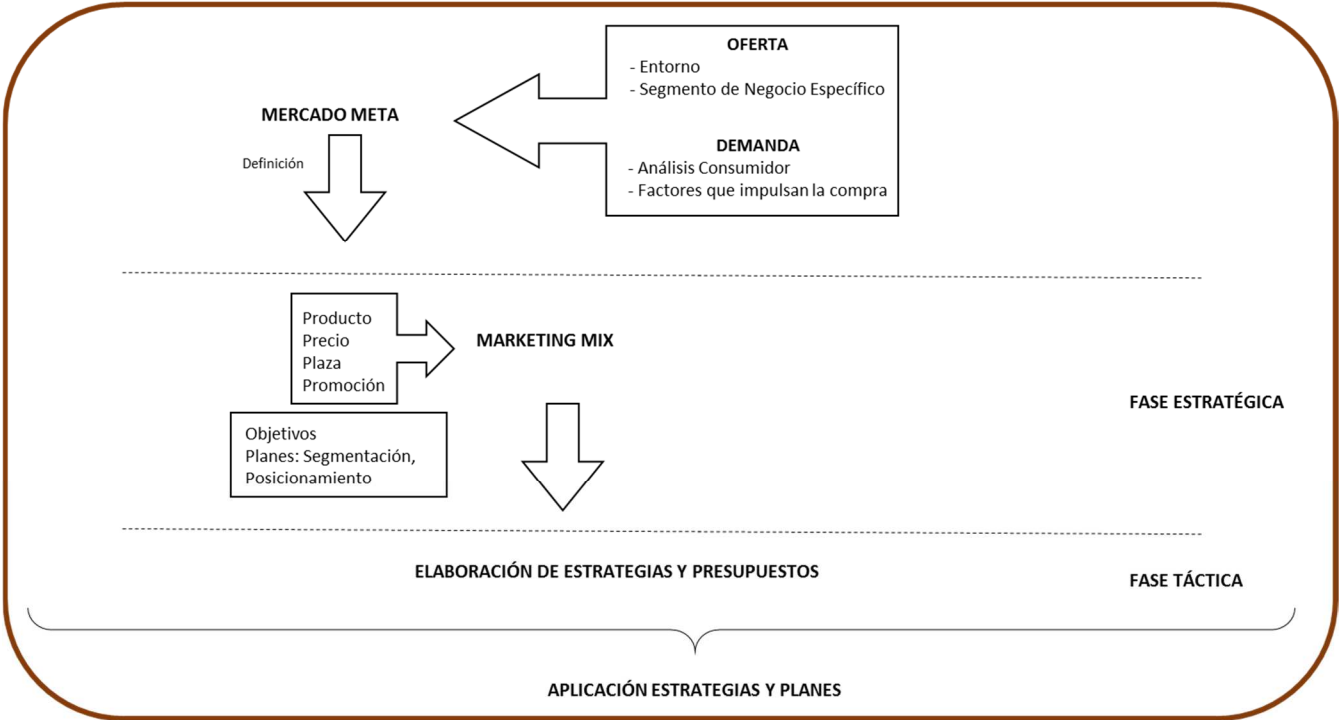 OFERTA
- Entorno
- Segmento de Negocio Específico
MERCADO META
DEMANDA
Definición
- Análisis Consumidor
- Factores que impulsan la compra
Producto
Precio
Plaza
Promoción
MARKETING MIX
FASE ESTRATÉGICA
Objetivos
Planes: Segmentación,
Posicionamiento
ELABORACIÓN DE ESTRATEGIAS Y PRESUPUESTOS
FASE TÁCTICA
APLICACIÓN ESTRATEGIAS Y PLANES